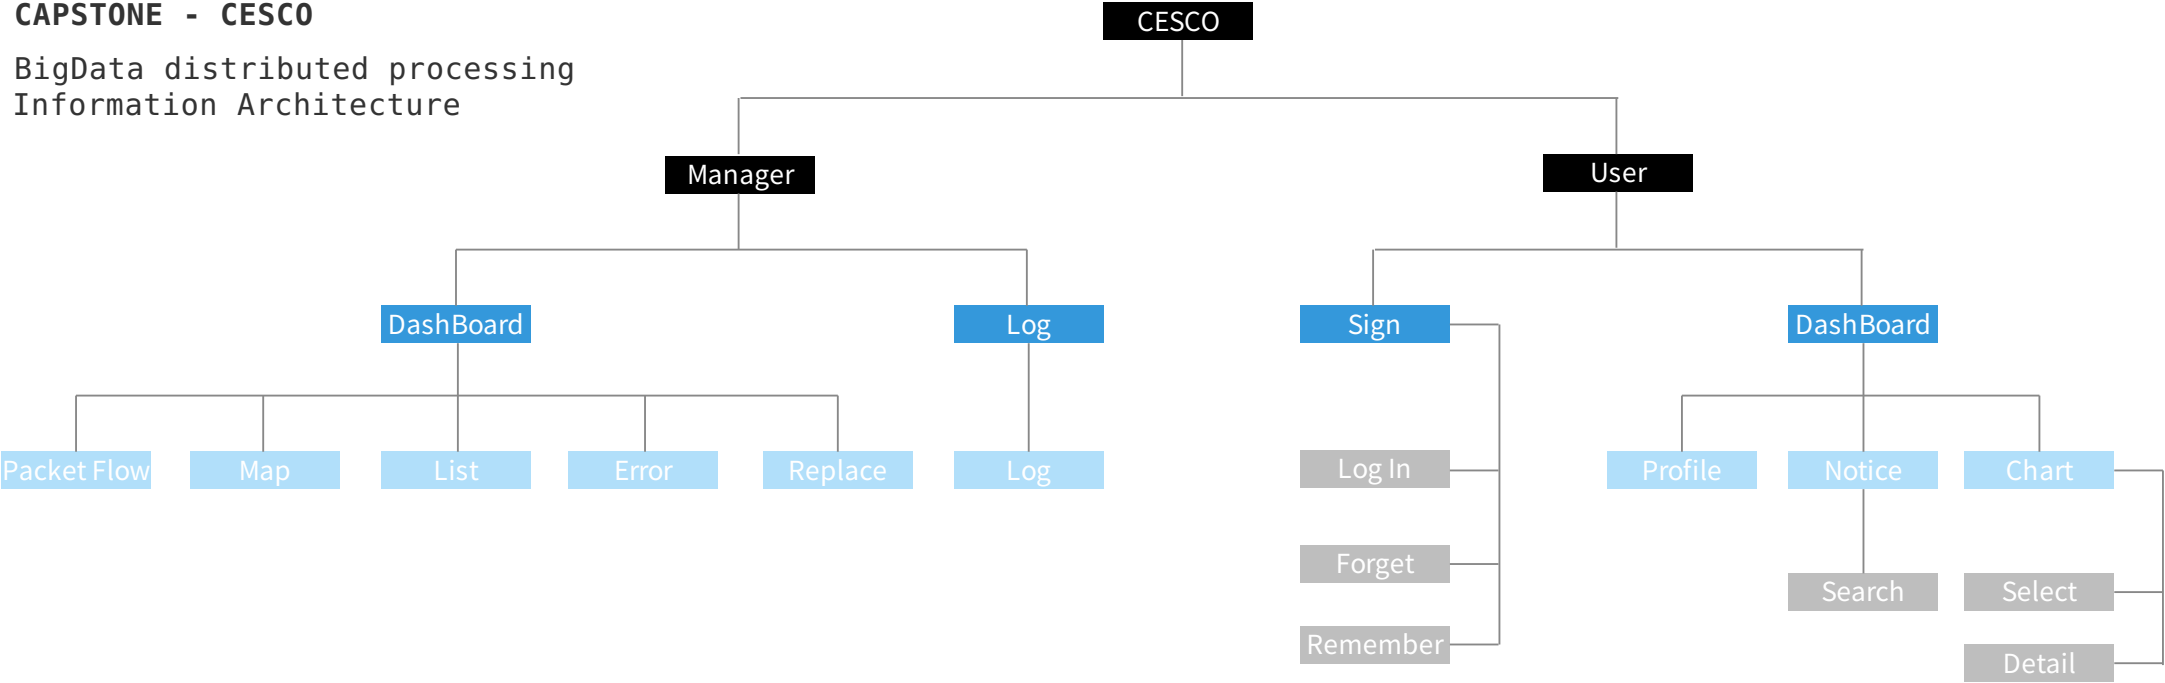 CAPSTONE - CESCO
BigData distributed processing
Information Architecture
CESCO
Manager
User
DashBoard
Log
Sign
DashBoard
Packet Flow
Map
List
Error
Replace
Log
Log In
Profile
Notice
Chart
Forget
Search
Select
Remember
Detail